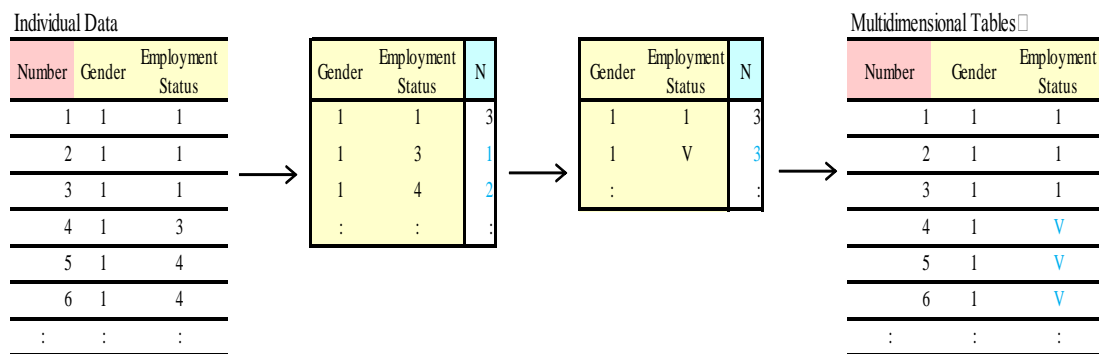 Individual Data
Number Gender Employment Status
1 1 1
2 1 1
3 1 1
4 1 3
5 1 4
6 1 4
: : :
Gender Employment Status N
1 1 3
1 3 1
1 4 2
: : :
Gender Employment Status N
1 1 3
1 V 3
: :
Multidimensional Tables□
Number Gender Employment Status
1 1 1
2 1 1
3 1 1
4 1 V
5 1 V
6 1 V
: : :